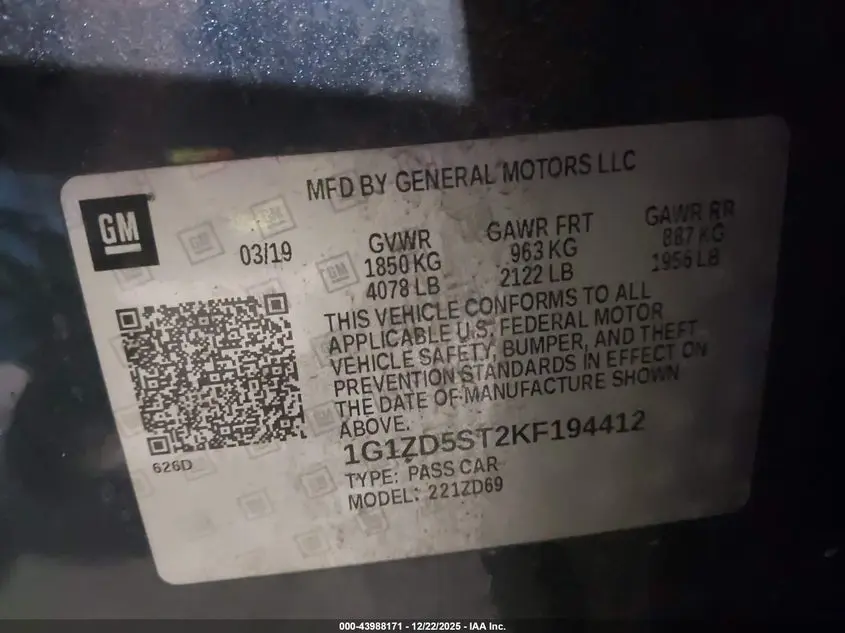 MFD BY GENERAL MOTORS LLC
GM
03/19
GVWR
1850 KG
4078 LB
GAWR FRT
963 KG
2122 LB
GAWR RR
887 KG
1956 LB
THIS VEHICLE CONFORMS TO ALL
APPLICABLE U.S. FEDERAL MOTOR
VEHICLE SAFETY, BUMPER, AND THEFT
PREVENTION STANDARDS IN EFFECT ON
THE DATE OF MANUFACTURE SHOWN
ABOVE.
626D
1G1ZD5ST2KF194412
TYPE: PASS CAR
MODEL: 221ZD69
000-43988171 - 12/22/2025 - IAA Inc.